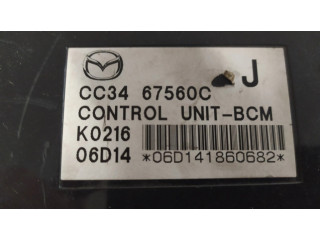 J
CC34 67560C
CONTROL UNIT-BCM
K0216
06D14 *06D141860682*